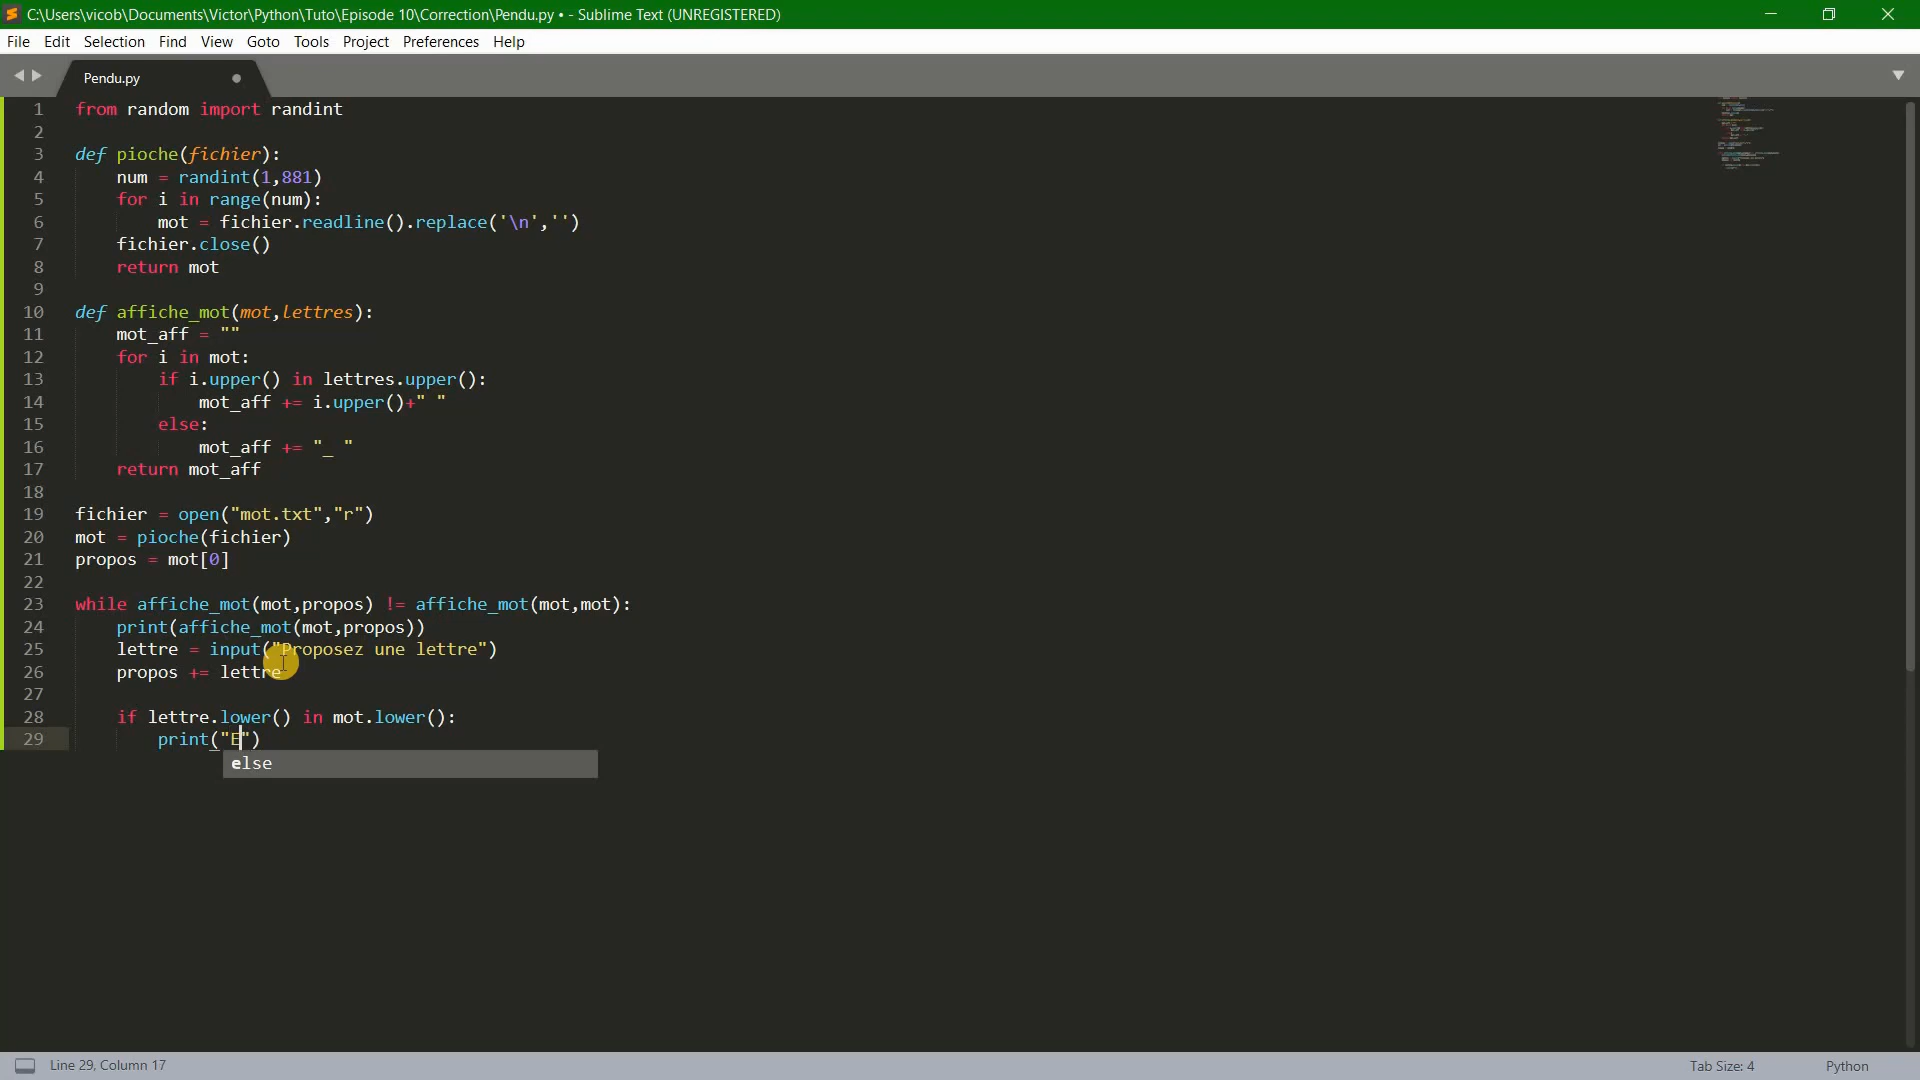 C:\Users\vicob\Documents\Victor\Python\Tuto\Episode 10\Correction\Pendu.py • - Sublime Text (UNREGISTERED)
File Edit Selection Find View Goto Tools Project Preferences Help
Pendu.py
1 from random import randint
2
3 def pioche(fichier):
4     num = randint(1,881)
5     for i in range(num):
6         mot = fichier.readline().replace('\n','')
7     fichier.close()
8     return mot
9
10 def affiche_mot(mot,lettres):
11     mot_aff = ""
12     for i in mot:
13         if i.upper() in lettres.upper():
14             mot_aff += i.upper()+" "
15         else:
16             mot_aff += "_ "
17     return mot_aff
18
19 fichier = open("mot.txt","r")
20 mot = pioche(fichier)
21 propos = mot[0]
22
23 while affiche_mot(mot,propos) != affiche_mot(mot,mot):
24     print(affiche_mot(mot,propos))
25     lettre = input("Proposez une lettre")
26     propos += lettre
27
28     if lettre.lower() in mot.lower():
29         print("E")
else
Line 29, Column 17 Tab Size: 4 Python